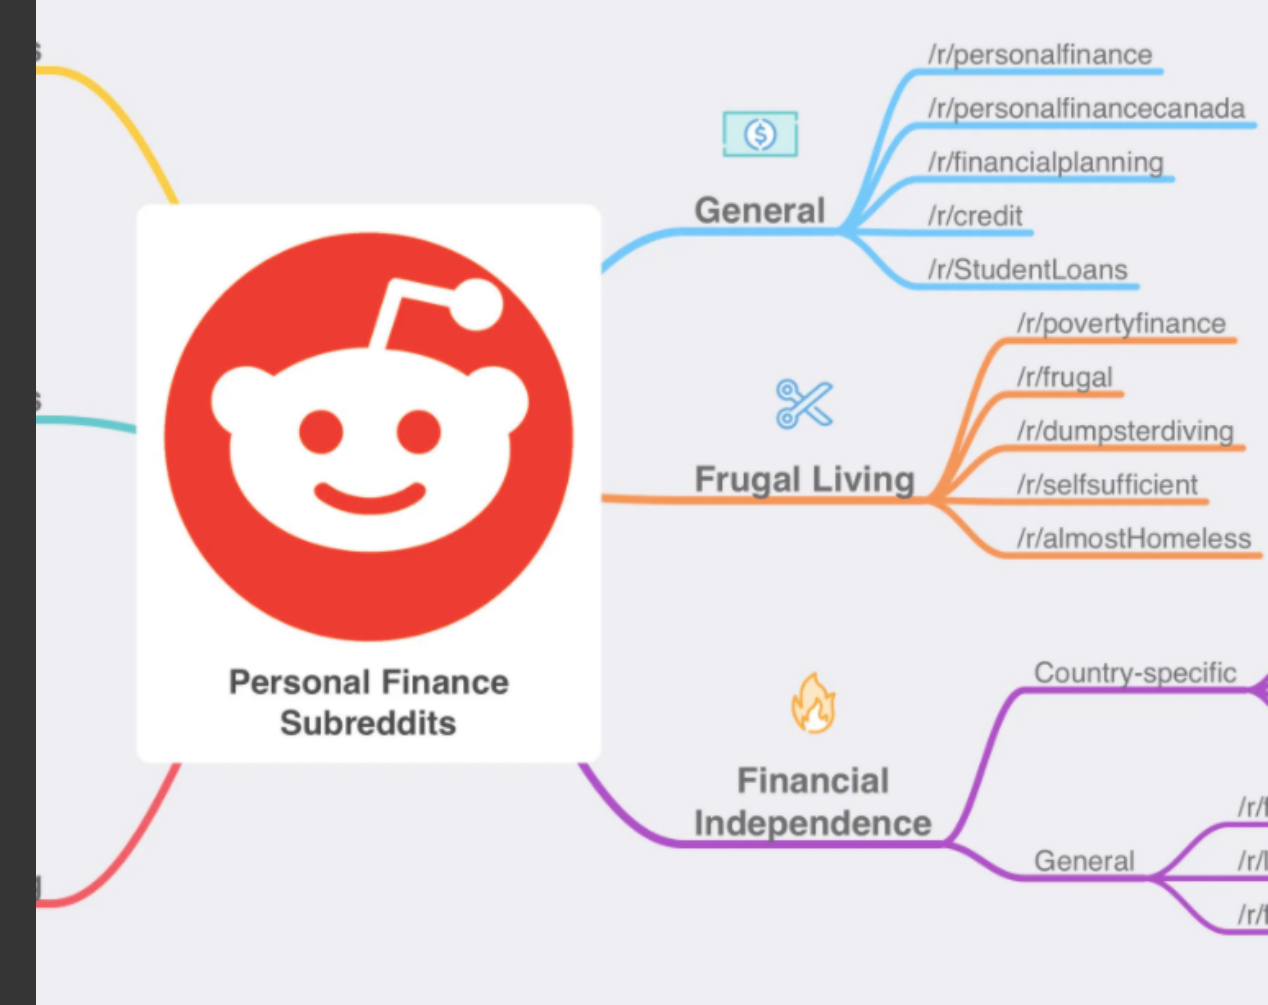 Personal Finance
Subreddits
General
/r/personalfinance
/r/personalfinancecanada
/r/financialplanning
/r/credit
/r/StudentLoans
Frugal Living
/r/povertyfinance
/r/frugal
/r/dumpsterdiving
/r/selfsufficient
/r/almostHomeless
Financial
Independence
Country-specific
General